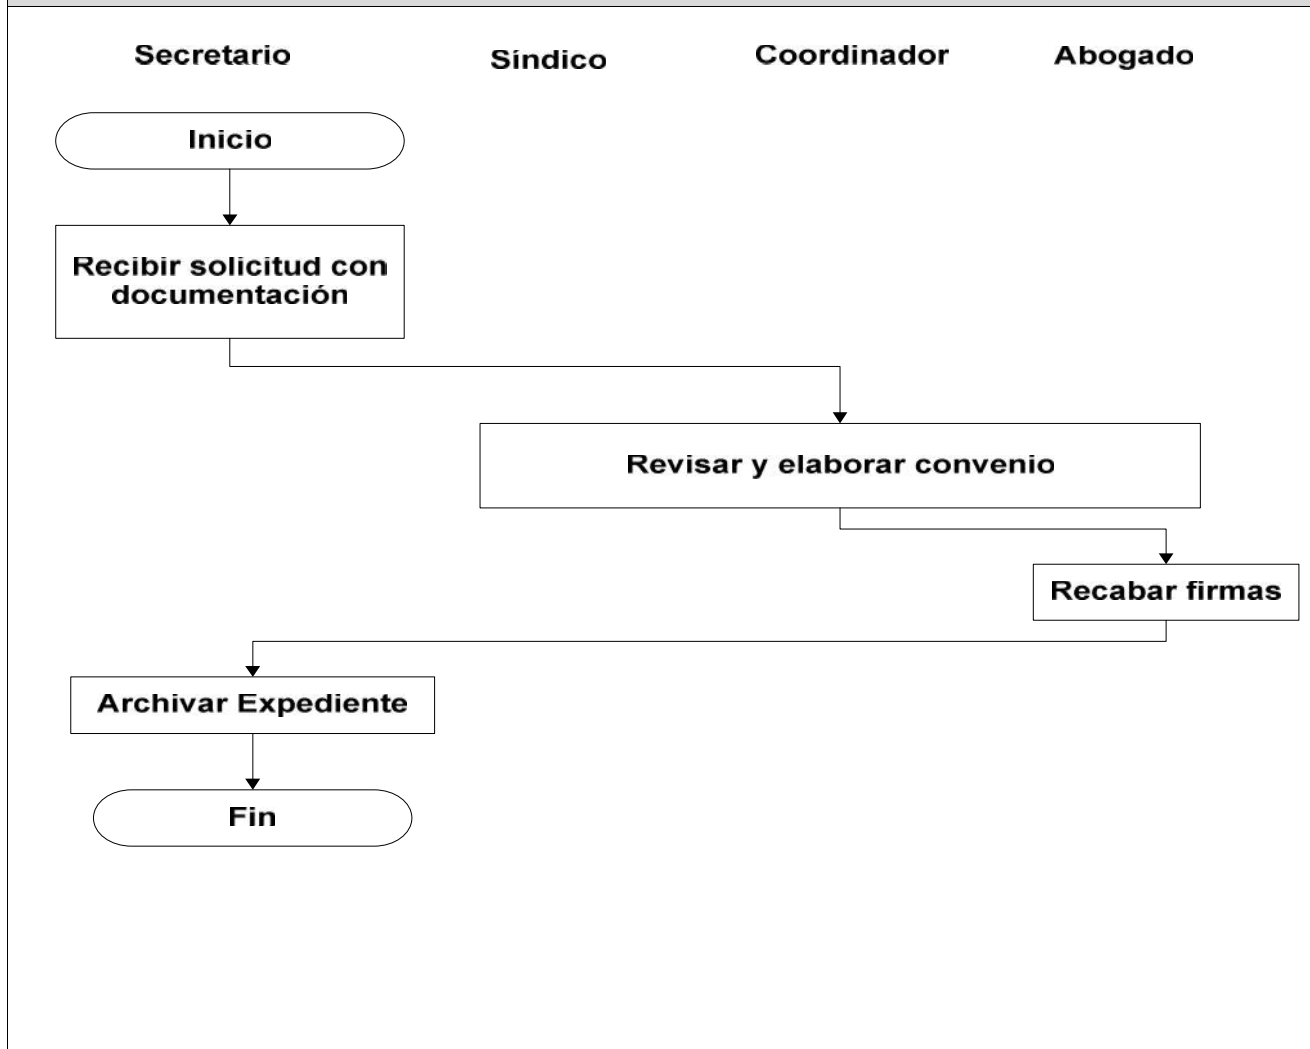 Secretario
Síndico
Coordinador
Abogado
Inicio
Recibir solicitud con
documentación
Revisar y elaborar convenio
Recabar firmas
Archivar Expediente
Fin